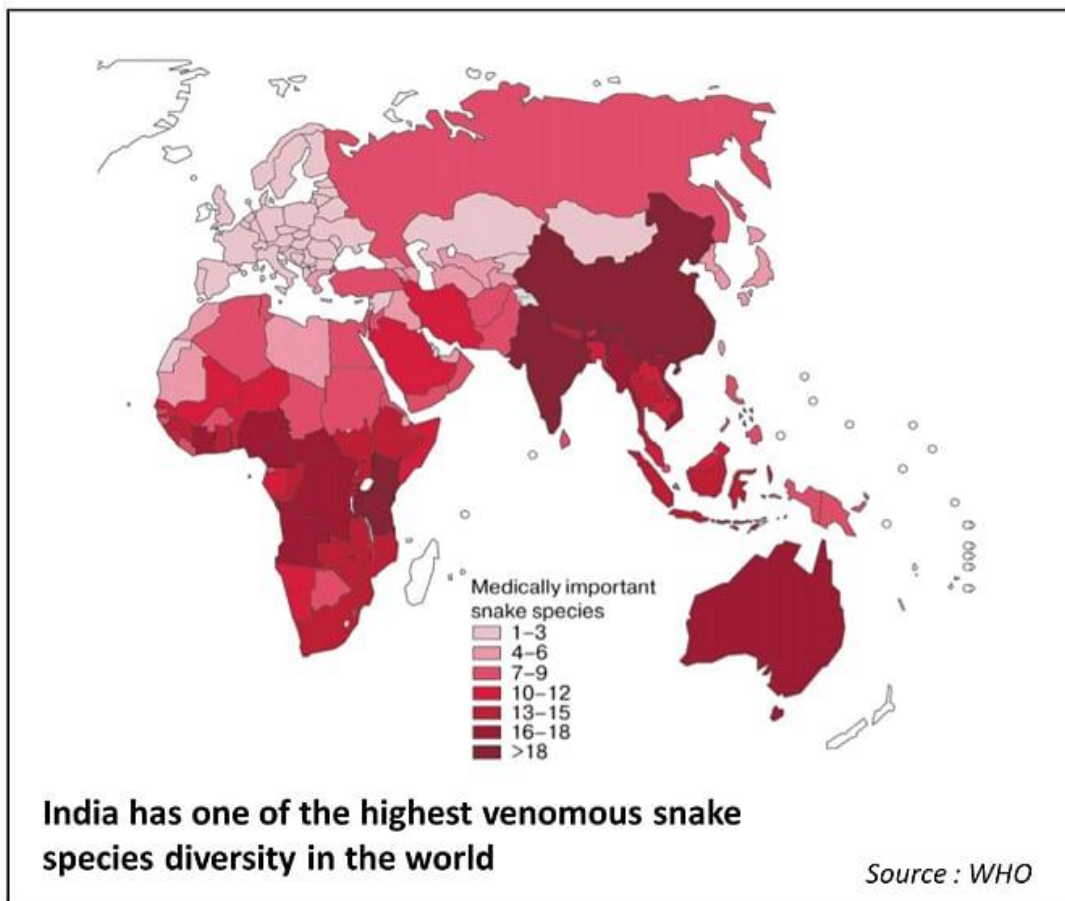 Medically important
snake species
1–3
4–6
7–9
10–12
13–15
16–18
>18
India has one of the highest venomous snake
species diversity in the world
Source : WHO